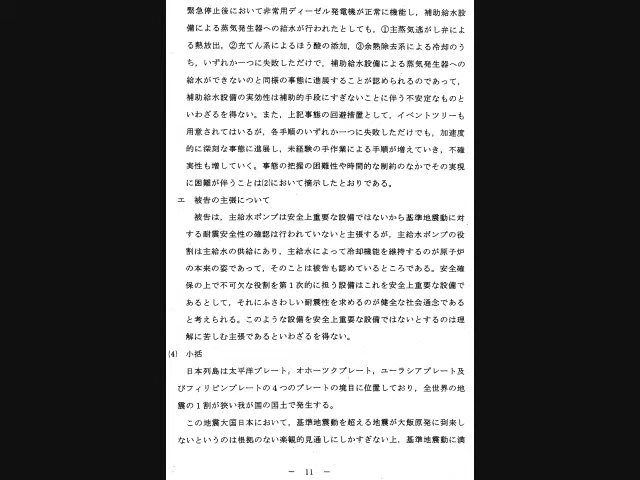 緊急停止後において非常用ディーゼル発電機が正常に機能し，補助給水設
備による蒸気発生器への給水が行われたとしても，①主蒸気逃がし弁によ
る熱放出，②充てん系によるほう酸の添加，③余熱除去系による冷却のう
ち，いずれか一つに失敗しただけで，補助給水設備による蒸気発生器への
給水ができないのと同様の事態に進展することが認められるのであって，
補助給水設備の実効性は補助的手段にすぎないことに伴う不安定なものと
いわざるを得ない。また，上記事態の回避措置として，イベントツリーも
用意されてはいるが，各手順のいずれか一つに失敗しただけでも，加速度
的に深刻な事態に進展し，未経験の手作業による手順が増えていき，不確
実性も増していく。事態の把握の困難性や時間的な制約のなかでその実現
に困難が伴うことは(2)において摘示したとおりである。
エ　被告の主張について
被告は，主給水ポンプは安全上重要な設備ではないから基準地震動に対
する耐震安全性の確認は行われていないと主張するが，主給水ポンプの役
割は主給水の供給にあり，主給水によって冷却機能を維持するのが原子炉
の本来の姿であって，そのことは被告も認めているところである。安全確
保の上で不可欠な役割を第１次的に担う設備はこれを安全上重要な設備で
あるとして，それにふさわしい耐震性を求めるのが健全な社会通念である
と考えられる。このような設備を安全上重要な設備ではないとするのは理
解に苦しむ主張であるといわざるを得ない。
(4)　小括
日本列島は太平洋プレート，オホーツクプレート，ユーラシアプレート及
びフィリピンプレートの４つのプレートの境目に位置しており，全世界の地
震の１割が狭い我が国の国土で発生する。
この地震大国日本において，基準地震動を超える地震が大飯原発に到来し
ないというのは根拠のない楽観的見通しにしかすぎない上，基準地震動に満
－ 11 －